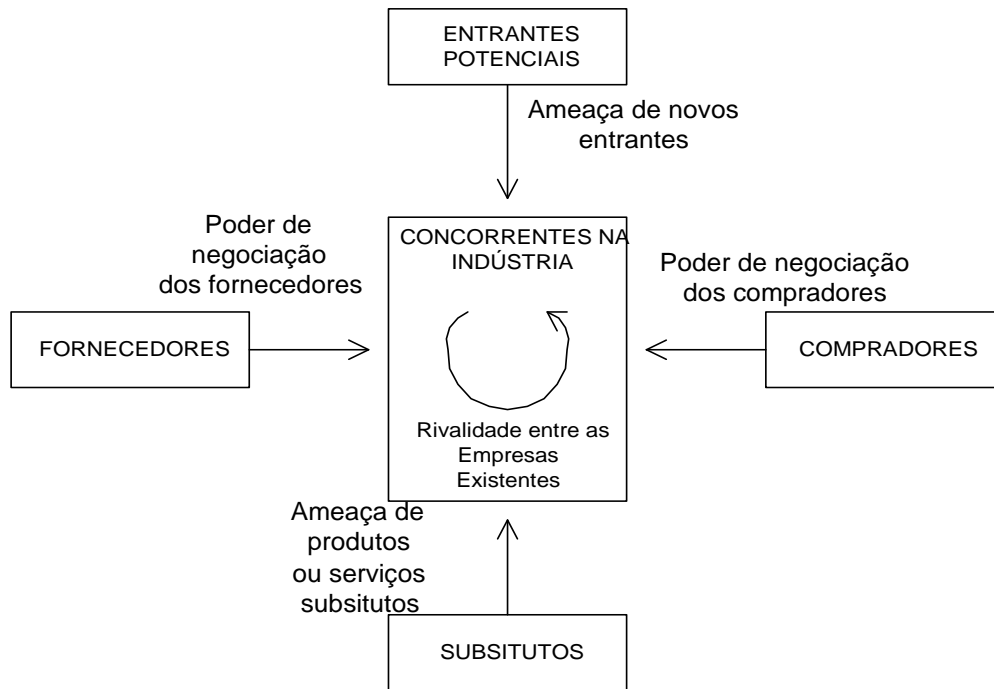 ENTRANTES
POTENCIAIS
Ameaça de novos
entrantes
Poder de
negociação
dos fornecedores
CONCORRENTES NA
INDÚSTRIA
Poder de negociação
dos compradores
FORNECEDORES
COMPRADORES
Rivalidade entre as
Empresas
Existentes
Ameaça de
produtos
ou serviços
subsitutos
SUBSITUTOS